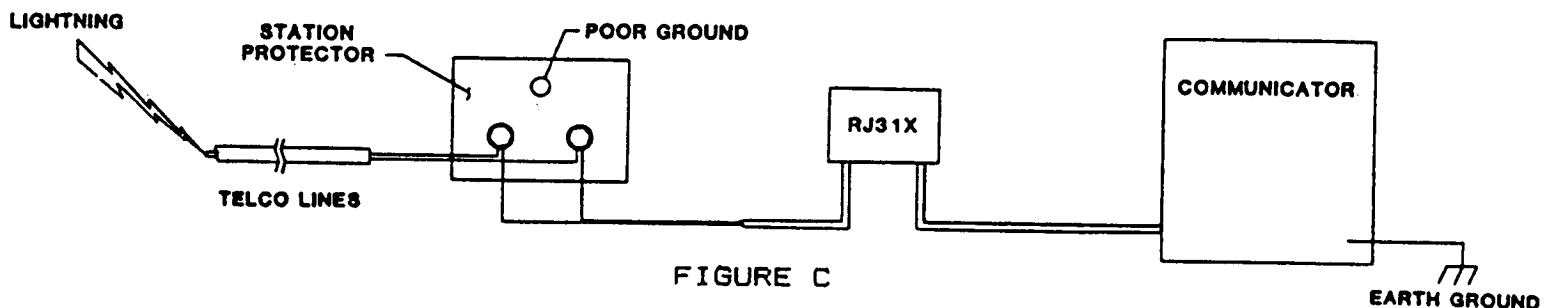 LIGHTNING
STATION
PROTECTOR
POOR GROUND
TELCO LINES
RJ31X
COMMUNICATOR
EARTH GROUND
FIGURE C